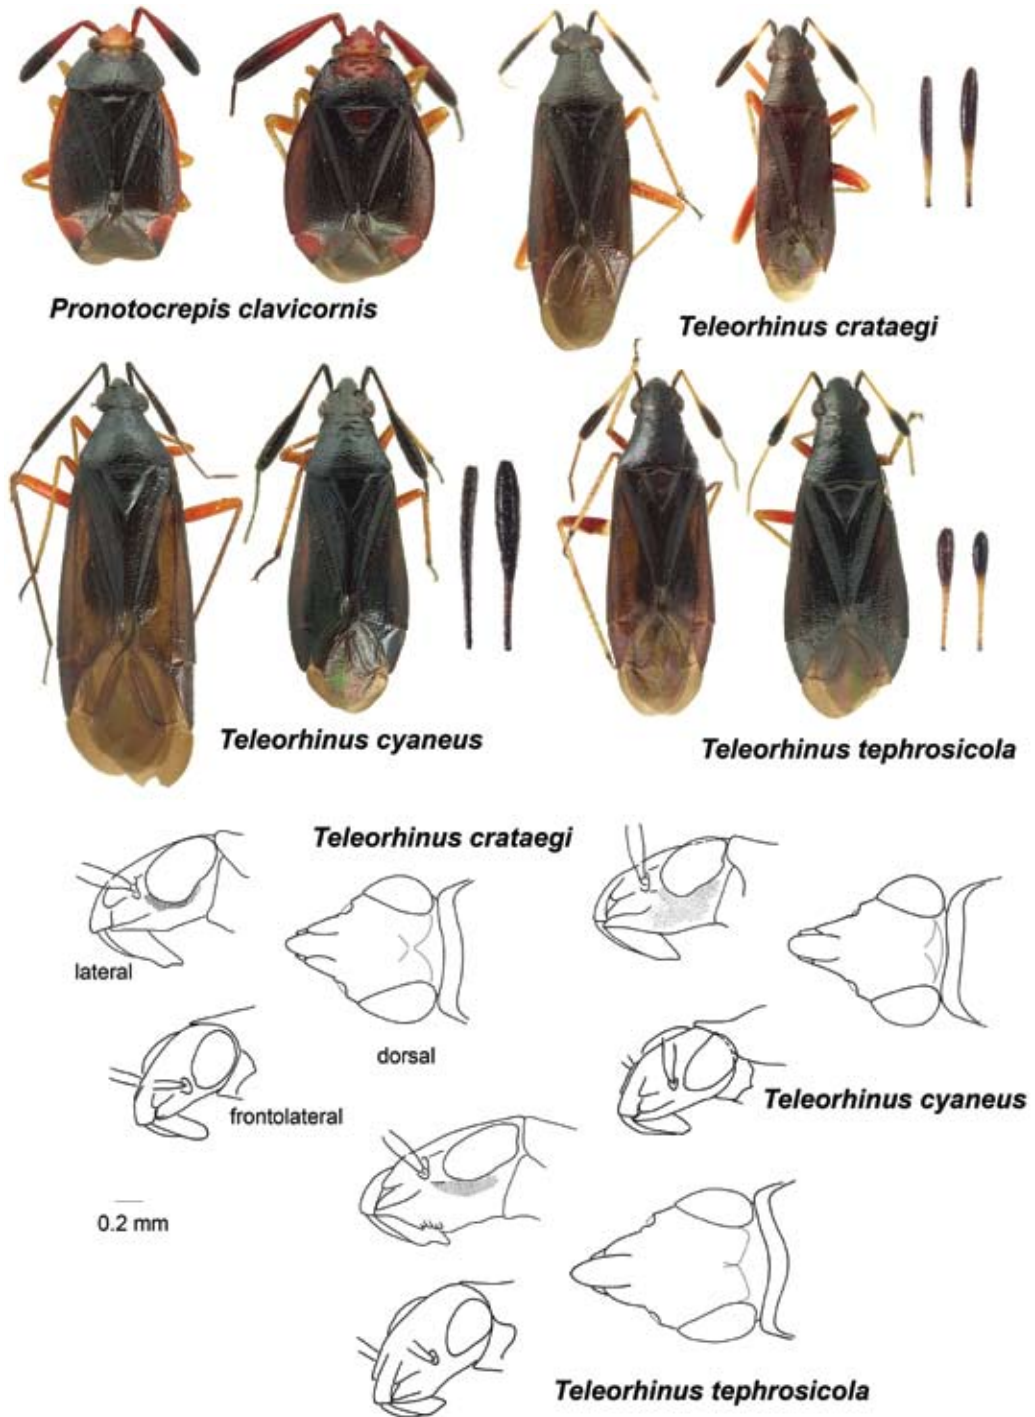 Pronotocrepis clavicornis
Teleorhinus crataegi
Teleorhinus cyaneus
Teleorhinus tephrosicola
Teleorhinus crataegi
lateral
dorsal
frontolateral
Teleorhinus cyaneus
0.2 mm
Teleorhinus tephrosicola